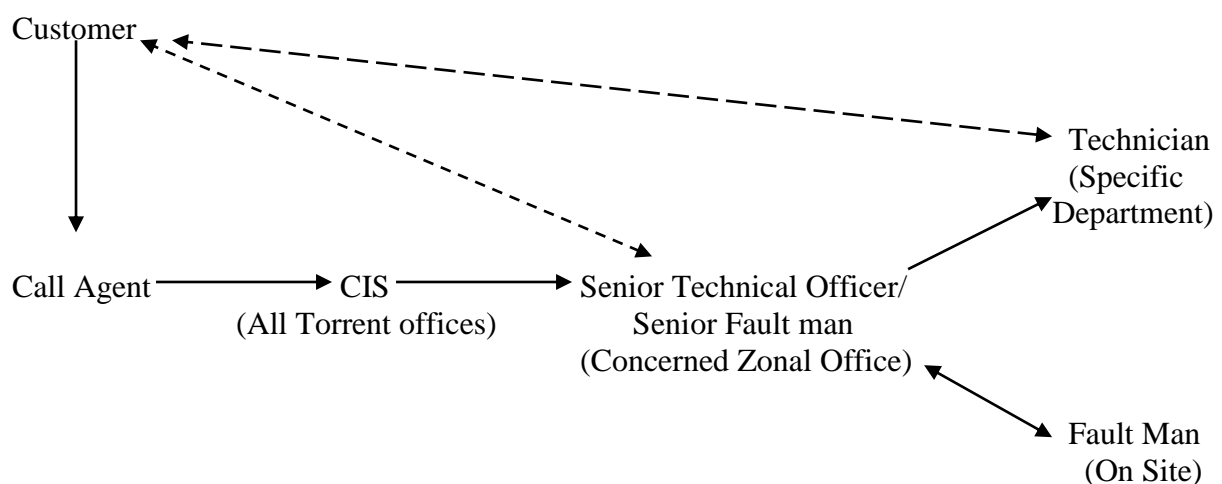 Customer
Technician
(Specific
Department)
Call Agent
CIS
(All Torrent offices)
Senior Technical Officer/
Senior Fault man
(Concerned Zonal Office)
Fault Man
(On Site)